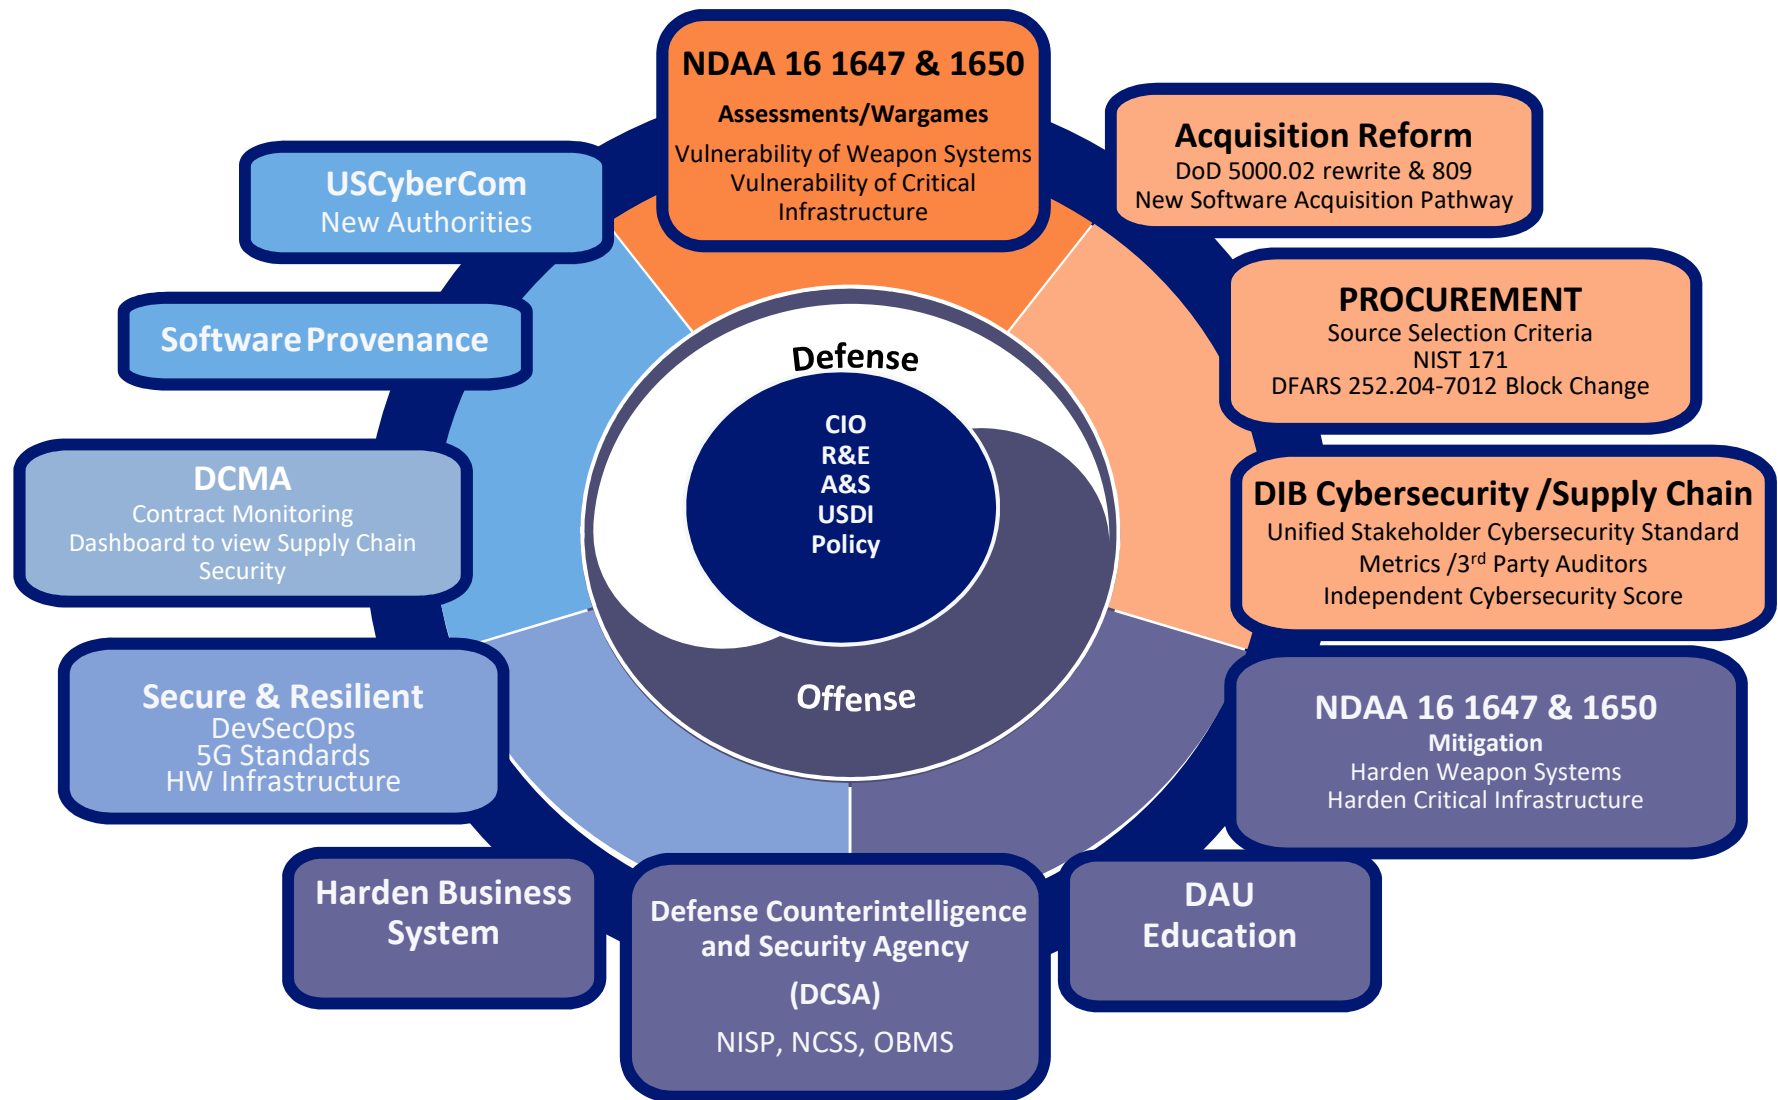 NDAA 16 1647 & 1650
Assessments/Wargames
Vulnerability of Weapon Systems
Vulnerability of Critical
Infrastructure
Acquisition Reform
DoD 5000.02 rewrite & 809
New Software Acquisition Pathway
PROCUREMENT
Source Selection Criteria
NIST 171
DFARS 252.204-7012 Block Change
DIB Cybersecurity /Supply Chain
Unified Stakeholder Cybersecurity Standard
Metrics /3rd Party Auditors
Independent Cybersecurity Score
NDAA 16 1647 & 1650
Mitigation
Harden Weapon Systems
Harden Critical Infrastructure
DAU
Education
Defense Counterintelligence
and Security Agency
(DCSA)
NISP, NCSS, OBMS
Harden Business
System
Secure & Resilient
DevSecOps
5G Standards
HW Infrastructure
DCMA
Contract Monitoring
Dashboard to view Supply Chain
Security
Software Provenance
USCyberCom
New Authorities
Defense
CIO
R&E
A&S
USDI
Policy
Offense